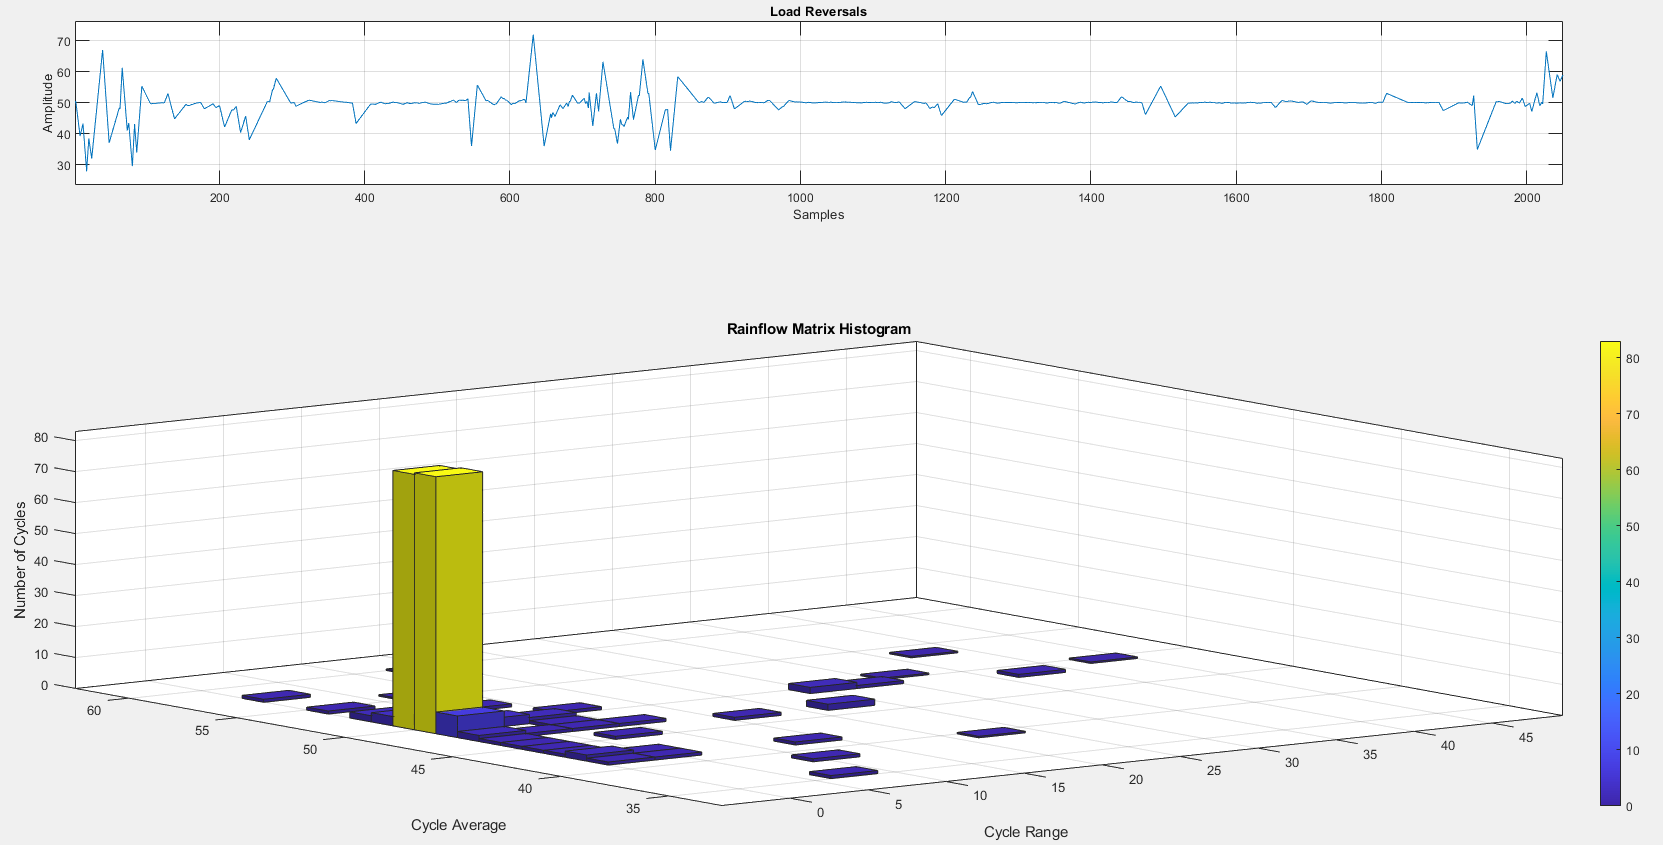 Load Reversals
Amplitude
70
60
50
40
30
200 400 600 800 1000 1200 1400 1600 1800 2000
Samples
Rainflow Matrix Histogram
Number of Cycles
80
70
60
50
40
30
20
10
0
60 55 50 45 40 35
Cycle Average
0 5 10 15 20 25 30 35 40 45
Cycle Range
80
70
60
50
40
30
20
10
0